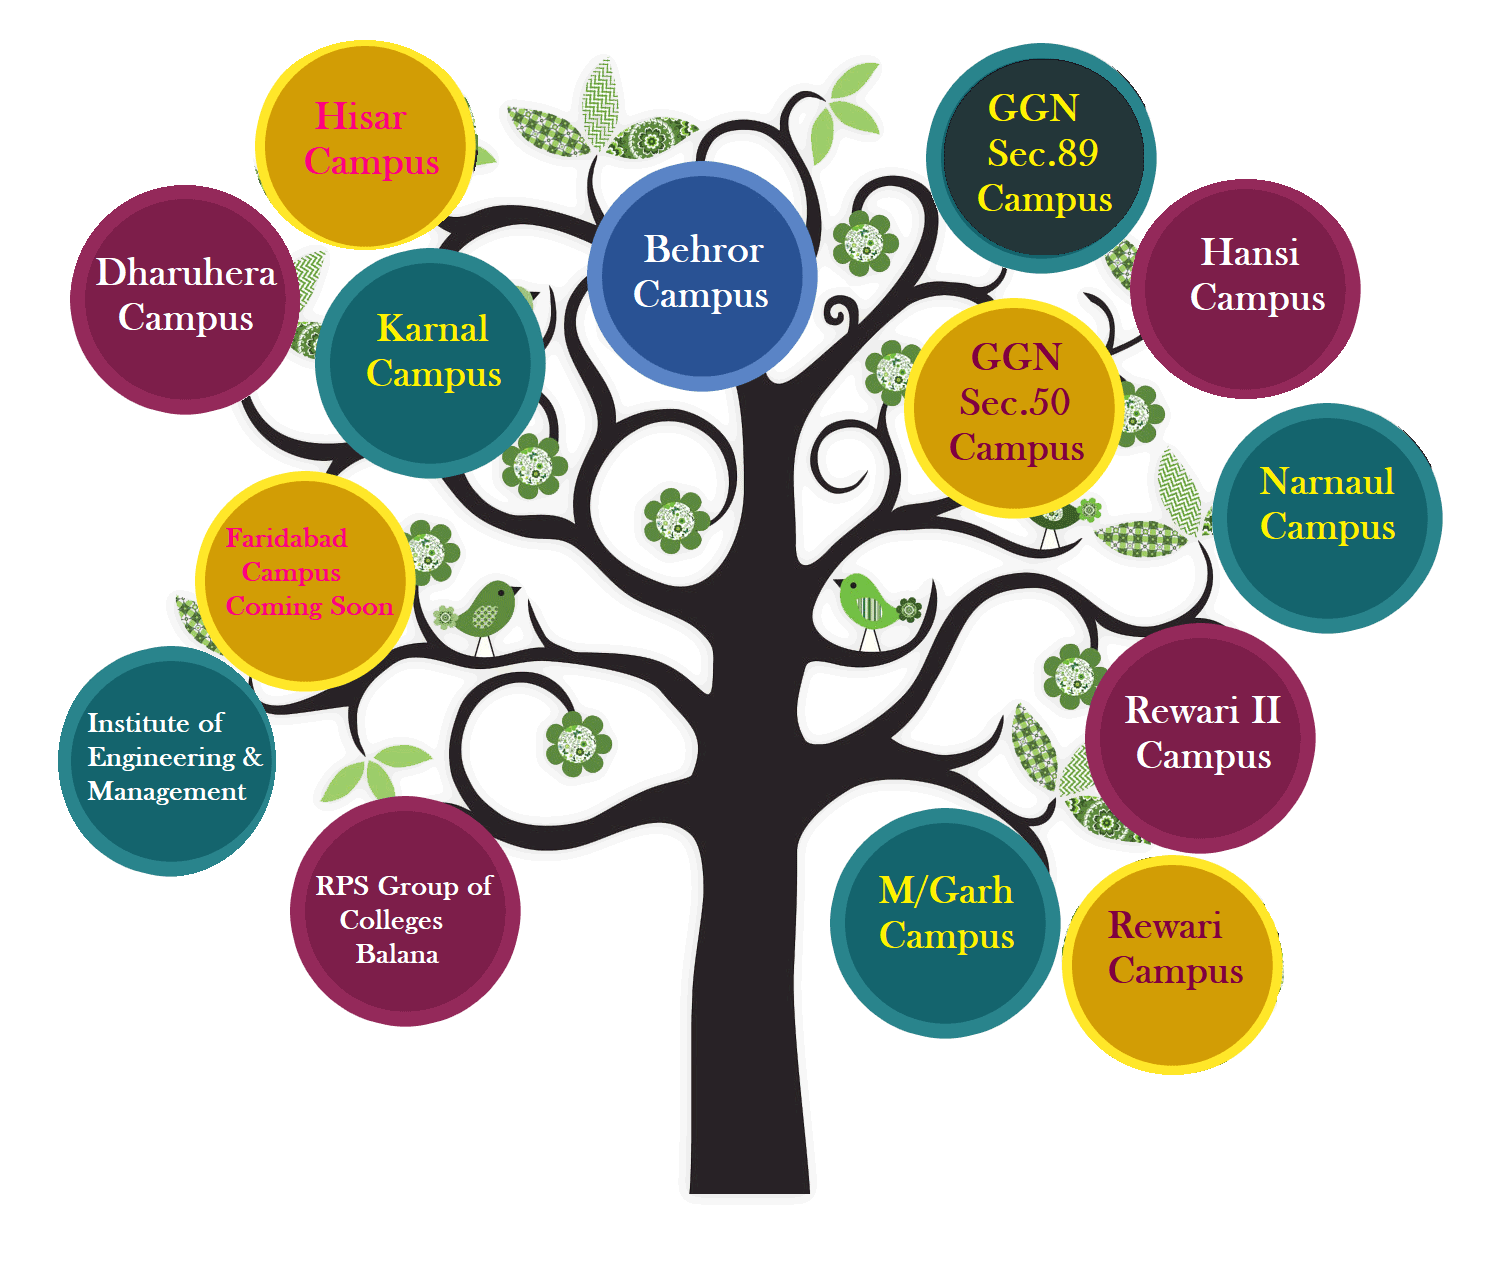 Hisar
Campus
GGN
Sec.89
Campus
Dharuhera
Campus
Behror
Campus
Hansi
Campus
Karnal
Campus
GGN
Sec.50
Campus
Narnaul
Campus
Faridabad
Campus
Coming Soon
Institute of
Engineering &
Management
Rewari II
Campus
RPS Group of
Colleges
Balana
M/Garh
Campus
Rewari
Campus